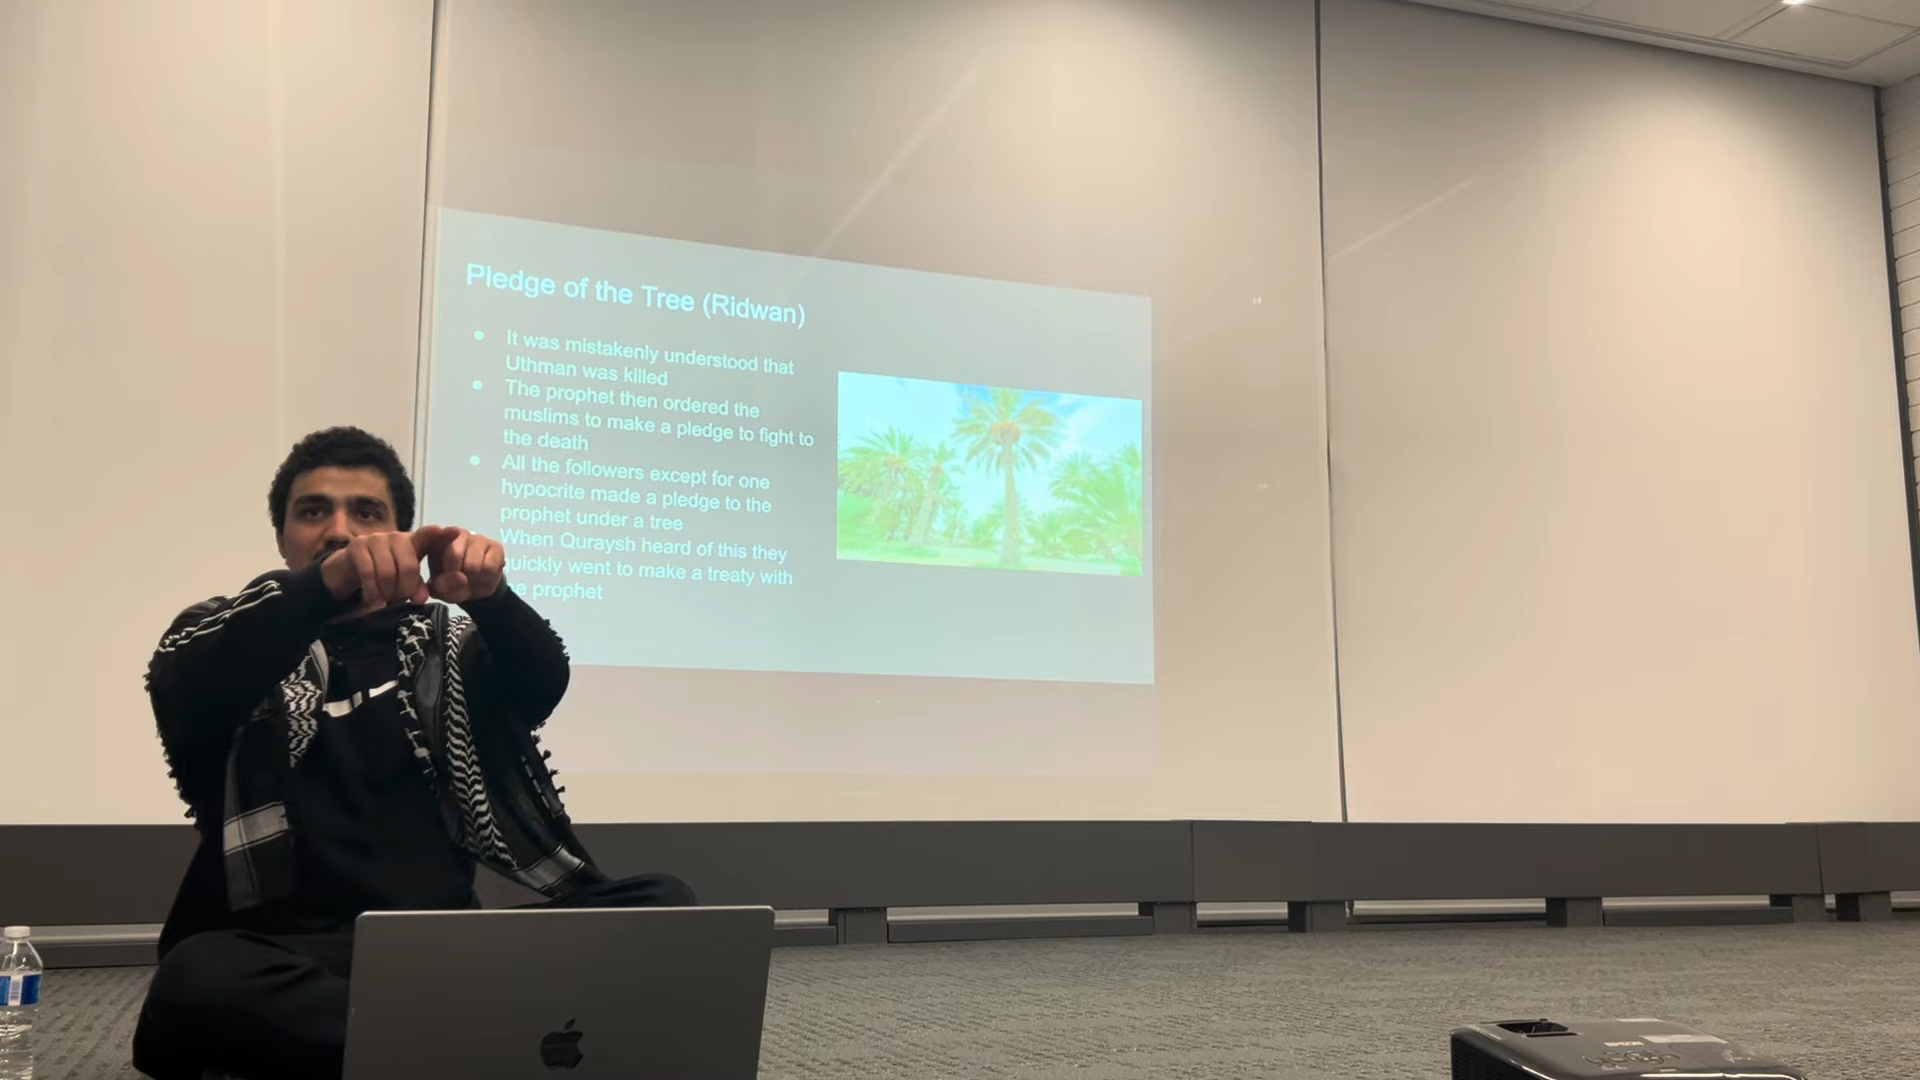 Pledge of the Tree (Ridwan)
It was mistakenly understood that
Uthman was killed
The prophet then ordered the
muslims to make a pledge to fight to
the death
All the followers except for one
hypocrite made a pledge to the
prophet under a tree
When Quraysh heard of this they
quickly went to make a treaty with
prophet
EPSON